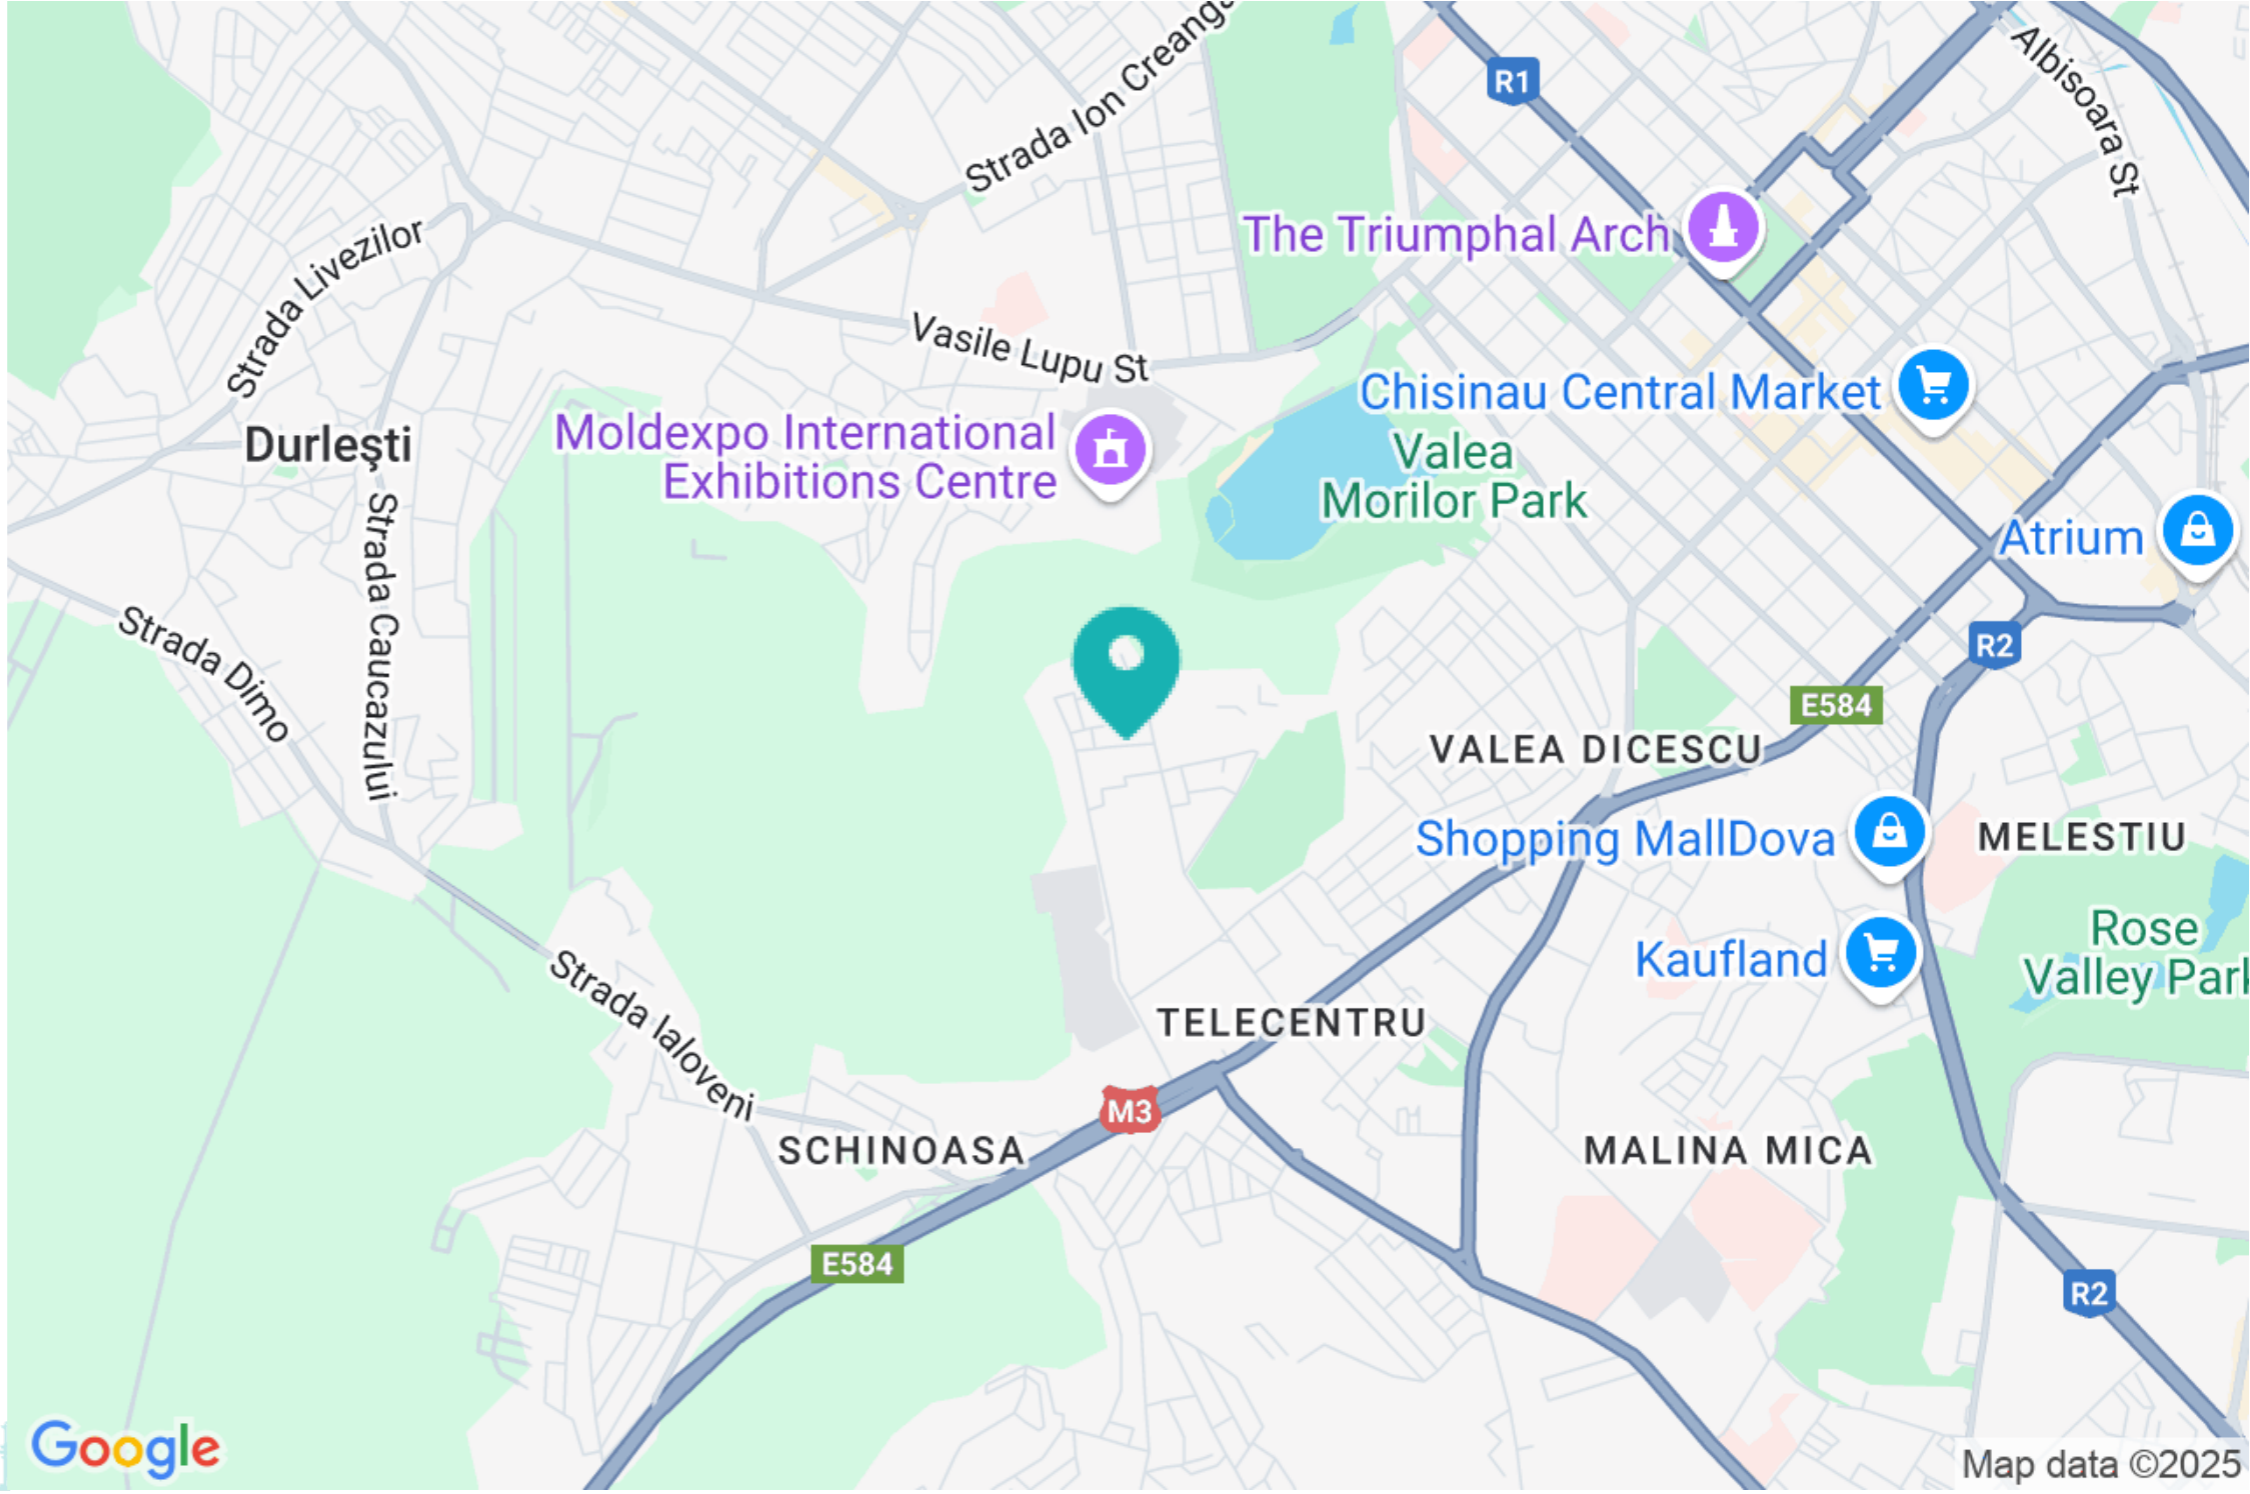 Strada Ion Creangă
R1
Albisoara St
Strada Livezilor
The Triumphal Arch
Vasile Lupu St
Chisinau Central Market
Durlești
Moldexpo International
Exhibitions Centre
Valea
Morilor Park
Atrium
Strada Caucazului
Strada Dimo
R2
E584
VALEA DICESCU
Shopping MallDova
MELESTIU
Rose
Valley Park
Kaufland
Strada Ialoveni
TELECENTRU
M3
SCHINOASA
MALINA MICA
E584
R2
Google
Map data ©2025